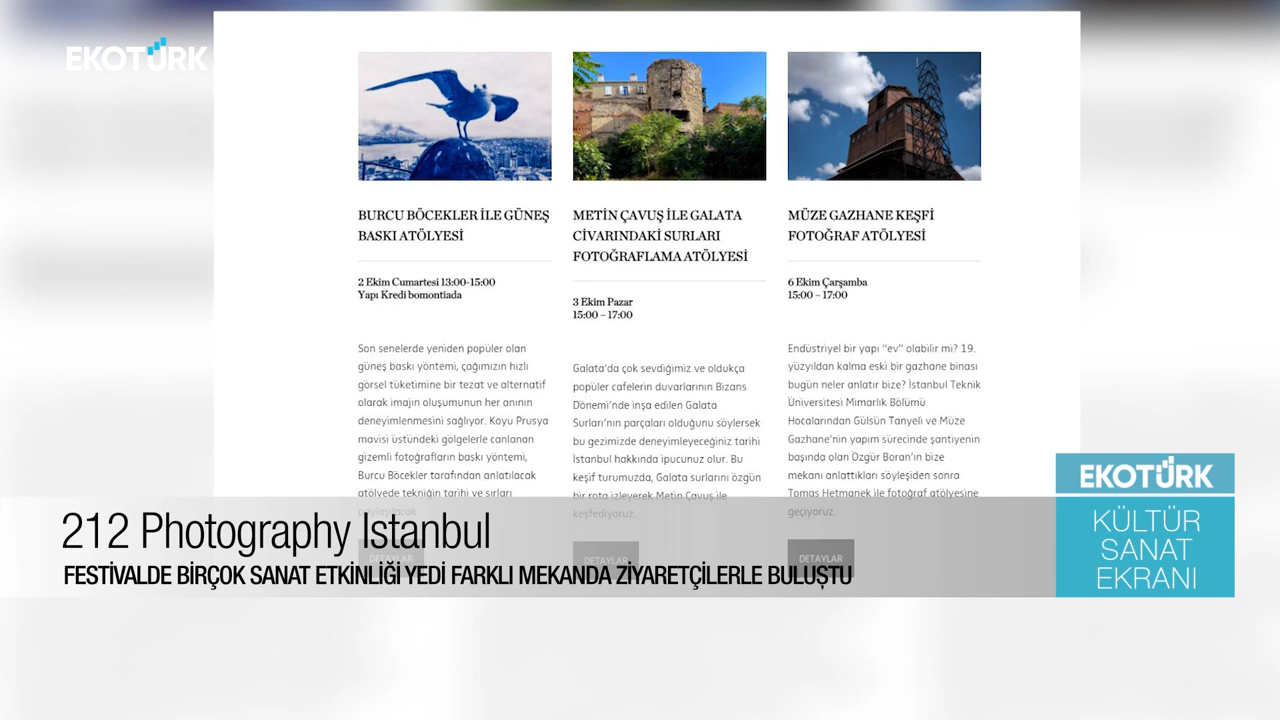 EKOTÜRK
BURCU BÖCEKLER İLE GÜNEŞ
BASKI ATÖLYESİ
2 Ekim Cumartesi 13:00-15:00
Yapı Kredi bomontiada
Son senelerde yeniden popüler olan
güneş baskı yöntemi, çağımızın hızlı
görsel tüketimine bir tezat ve alternatif
olarak imajın oluşumunun her anının
deneyimlenmesini sağlıyor. Koyu Prusya
mavisi üstündeki gölgelerle canlanan
gizemli fotoğrafların baskı yöntemi,
Burcu Böcekler tarafından anlatılacak
atölyede tekniğin tarihi ve sırları
paylaşılacak
DETAYLAR
METİN ÇAVUŞ İLE GALATA
CİVARINDAKİ SURLARI
FOTOĞRAFLAMA ATÖLYESİ
3 Ekim Pazar
15:00 – 17:00
Galata’da çok sevdiğimiz ve oldukça
popüler cafelerin duvarlarının Bizans
Dönemi’nde inşa edilen Galata
Surları’nın parçaları olduğunu söylersek
bu gezimizde deneyimleyeceğiniz tarihi
İstanbul hakkında ipucunuz olur. Bu
keşif turumuzda, Galata surlarını özgün
bir rota izleyerek Metin Çavuş ile
keşfediyoruz.
DETAYLAR
MÜZE GAZHANE KEŞFİ
FOTOĞRAF ATÖLYESİ
6 Ekim Çarşamba
15:00 – 17:00
Endüstriyel bir yapı “ev” olabilir mi? 19.
yüzyıldan kalma eski bir gazhane binası
bugün neler anlatır bize? İstanbul Teknik
Üniversitesi Mimarlık Bölümü
Hocalarından Gülsün Tanyeli ve Müze
Gazhane’nin yapım sürecinde şantiyenin
başında olan Özgür Boran’ın bize
mekanı anlattıkları söyleşiden sonra
Tomas Hetmanek ile fotoğraf atölyesine
geçiyoruz.
DETAYLAR
212 Photography Istanbul
FESTİVALDE BİRÇOK SANAT ETKİNLİĞİ YEDİ FARKLI MEKANDA ZİYARETÇİLERLE BULUŞTU
EKOTÜRK
KÜLTÜR
SANAT
EKRANI